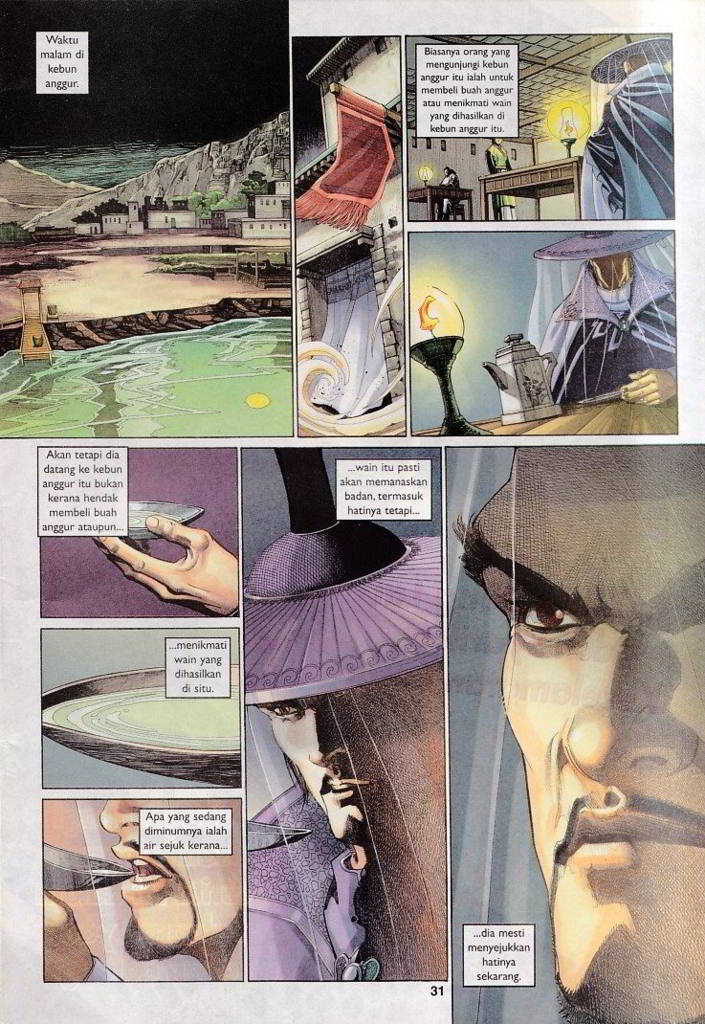 Waktu
malam di
kebun
anggur.
Biasanya orang yang
mengunjungi kebun
anggur itu ialah untuk
membeli buah anggur
atau menikmati wain
yang dihasilkan di
kebun anggur itu.
Akan tetapi dia
datang ke kebun
anggur itu bukan
kerana hendak
membeli buah
anggur ataupun...
...menikmati
wain yang
dihasilkan
di situ.
Apa yang sedang
diminumnya ialah
air sejuk kerana...
...wain itu pasti
akan memanaskan
badan, termasuk
hatinya tetapi...
...dia mesti
menyejukkan
hatinya
sekarang.
31